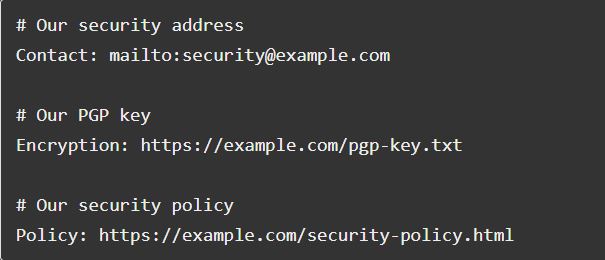 # Our security address
Contact: mailto:security@example.com
# Our PGP key
Encryption: https://example.com/pgp-key.txt
# Our security policy
Policy: https://example.com/security-policy.html